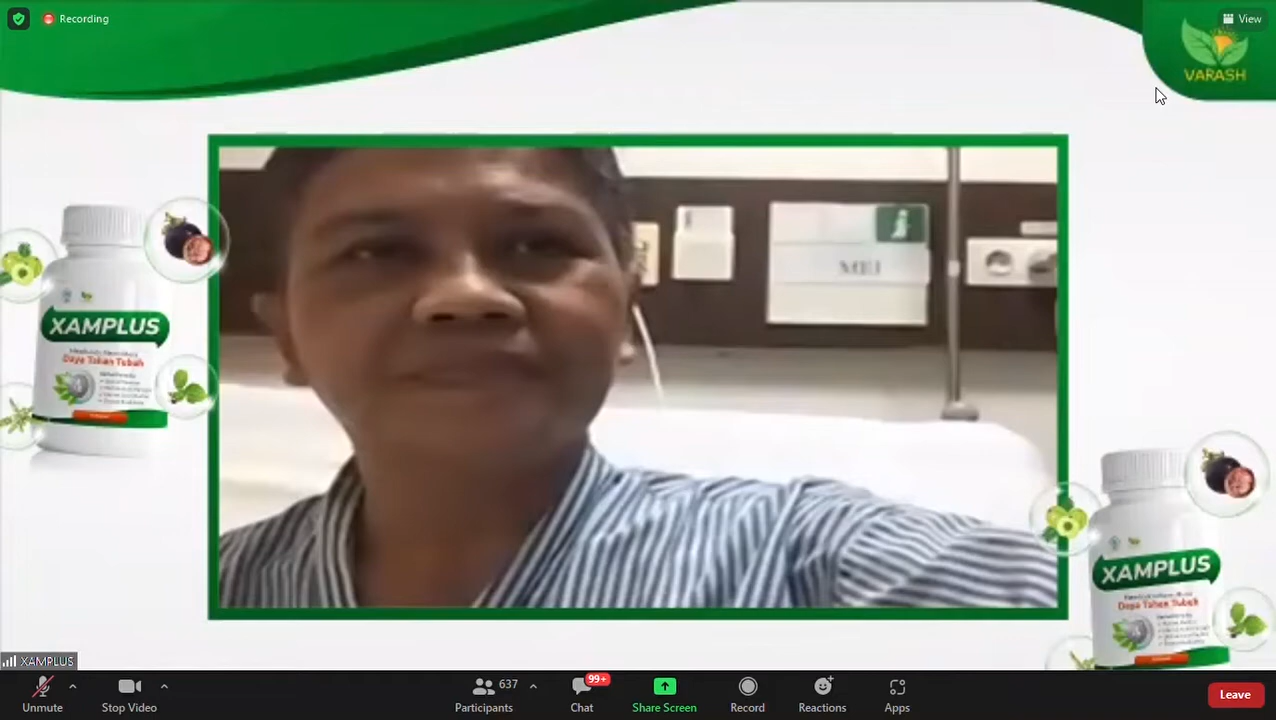 Recording
View
VARASH
XAMPLUS
Daya Tahan Tubuh
MEI
XAMPLUS
Daya Tahan Tubuh
XAMPLUS
Unmute
Stop Video
637
Participants
99+
Chat
Share Screen
Record
Reactions
Apps
Leave